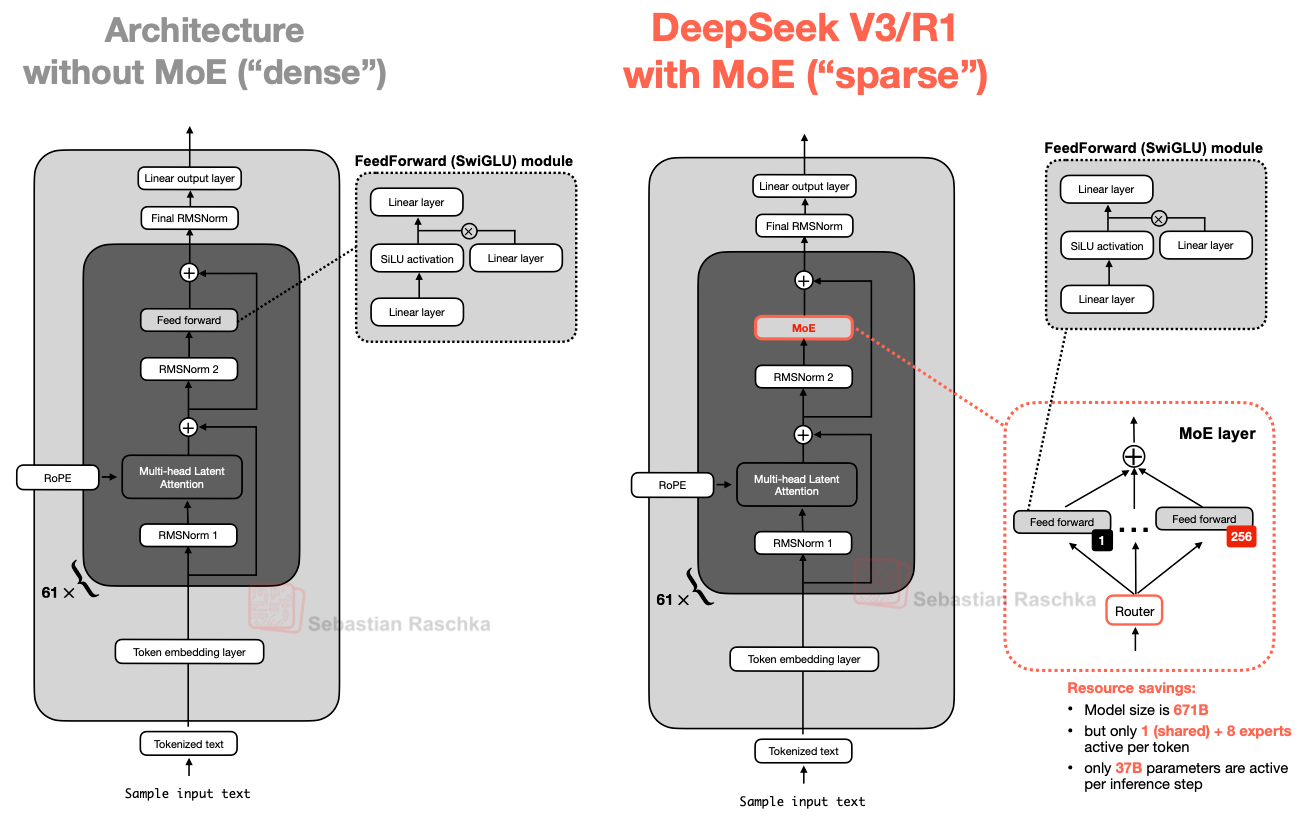 Architecture
without MoE (“dense”)
FeedForward (SwiGLU) module
Linear layer
×
SiLU activation
Linear layer
Linear layer
Linear output layer
Final RMSNorm
+
Feed forward
RMSNorm 2
+
RoPE
Multi-head Latent
Attention
RMSNorm 1
61 ×
{
Token embedding layer
Tokenized text
Sample input text
Sebastian Raschka
DeepSeek V3/R1
with MoE (“sparse”)
Linear output layer
Final RMSNorm
+
MoE
RMSNorm 2
+
RoPE
Multi-head Latent
Attention
RMSNorm 1
61 ×
{
Token embedding layer
Tokenized text
Sample input text
Sebastian Raschka
FeedForward (SwiGLU) module
Linear layer
×
SiLU activation
Linear layer
Linear layer
MoE layer
+
Feed forward
1
...
Feed forward
256
Router
Resource savings:
• Model size is 671B
• but only 1 (shared) + 8 experts
active per token
• only 37B parameters are active
per inference step